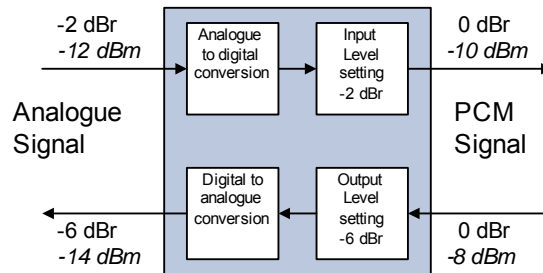 -2 dBr
-12 dBm
Analogue
to digital
conversion
Input
Level
setting
-2 dBr
0 dBr
-10 dBm
Analogue
Signal
PCM
Signal
Digital to
analogue
conversion
Output
Level
setting
-6 dBr
-6 dBr
-14 dBm
0 dBr
-8 dBm